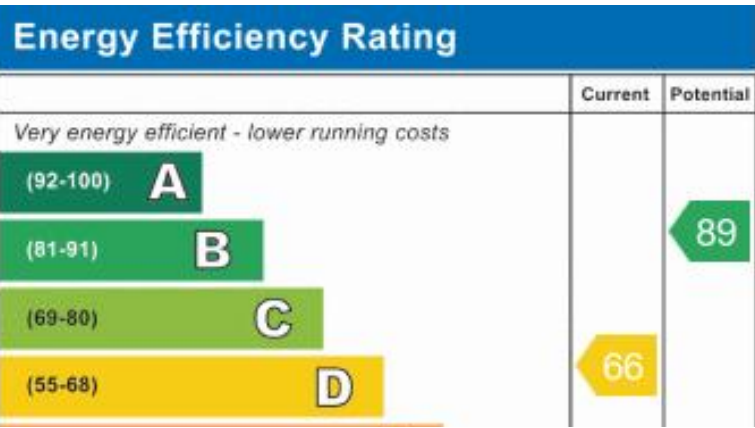 Energy Efficiency Rating
Current Potential
Very energy efficient - lower running costs
(92-100) A
(81-91) B
89
(69-80) C
(55-68) D
66